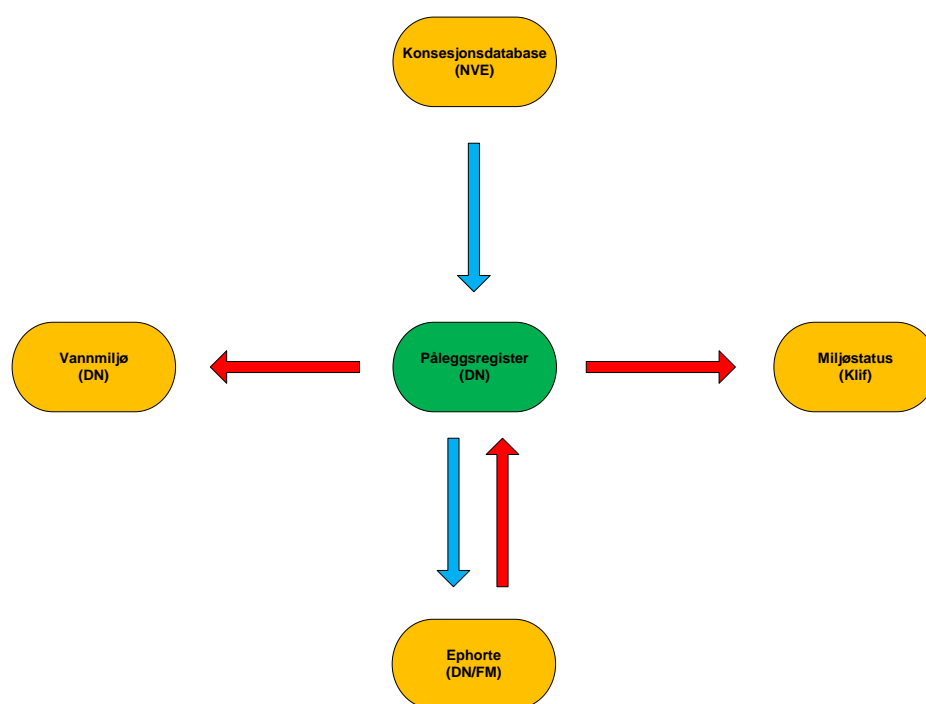 Konsesjonsdatabase
(NVE)
Vannmiljø
(DN)
Påleggsregister
(DN)
Miljøstatus
(Klif)
Ephorte
(DN/FM)